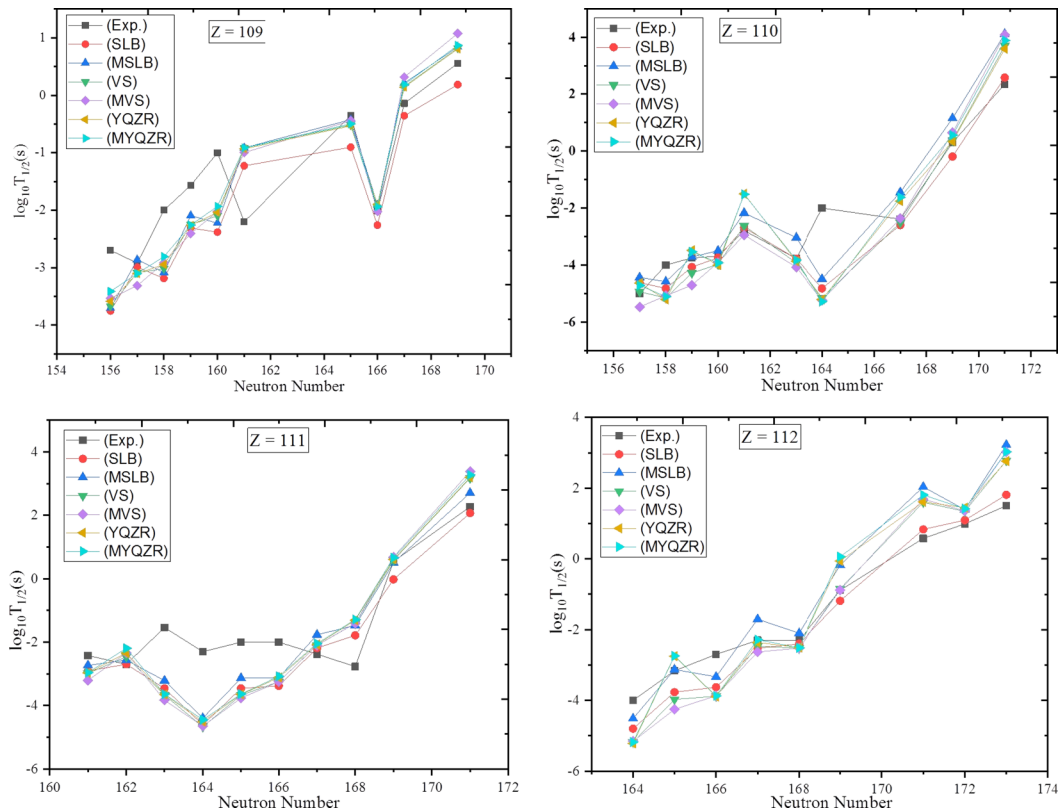 Z = 109
(Exp.)
(SLB)
(MSLB)
(VS)
(MVS)
(YQZR)
(MYQZR)
log10T1/2(s)
1
0
-1
-2
-3
-4
154 156 158 160 162 164 166 168 170
Neutron Number
Z = 110
(Exp.)
(SLB)
(MSLB)
(VS)
(MVS)
(YQZR)
(MYQZR)
log10T1/2(s)
4
2
0
-2
-4
-6
156 158 160 162 164 166 168 170 172
Neutron Number
Z = 111
(Exp.)
(SLB)
(MSLB)
(VS)
(MVS)
(YQZR)
(MYQZR)
log10T1/2(s)
4
2
0
-2
-4
-6
160 162 164 166 168 170 172
Neutron Number
Z = 112
(Exp.)
(SLB)
(MSLB)
(VS)
(MVS)
(YQZR)
(MYQZR)
log10T1/2(s)
4
2
0
-2
-4
-6
164 166 168 170 172 174
Neutron Number